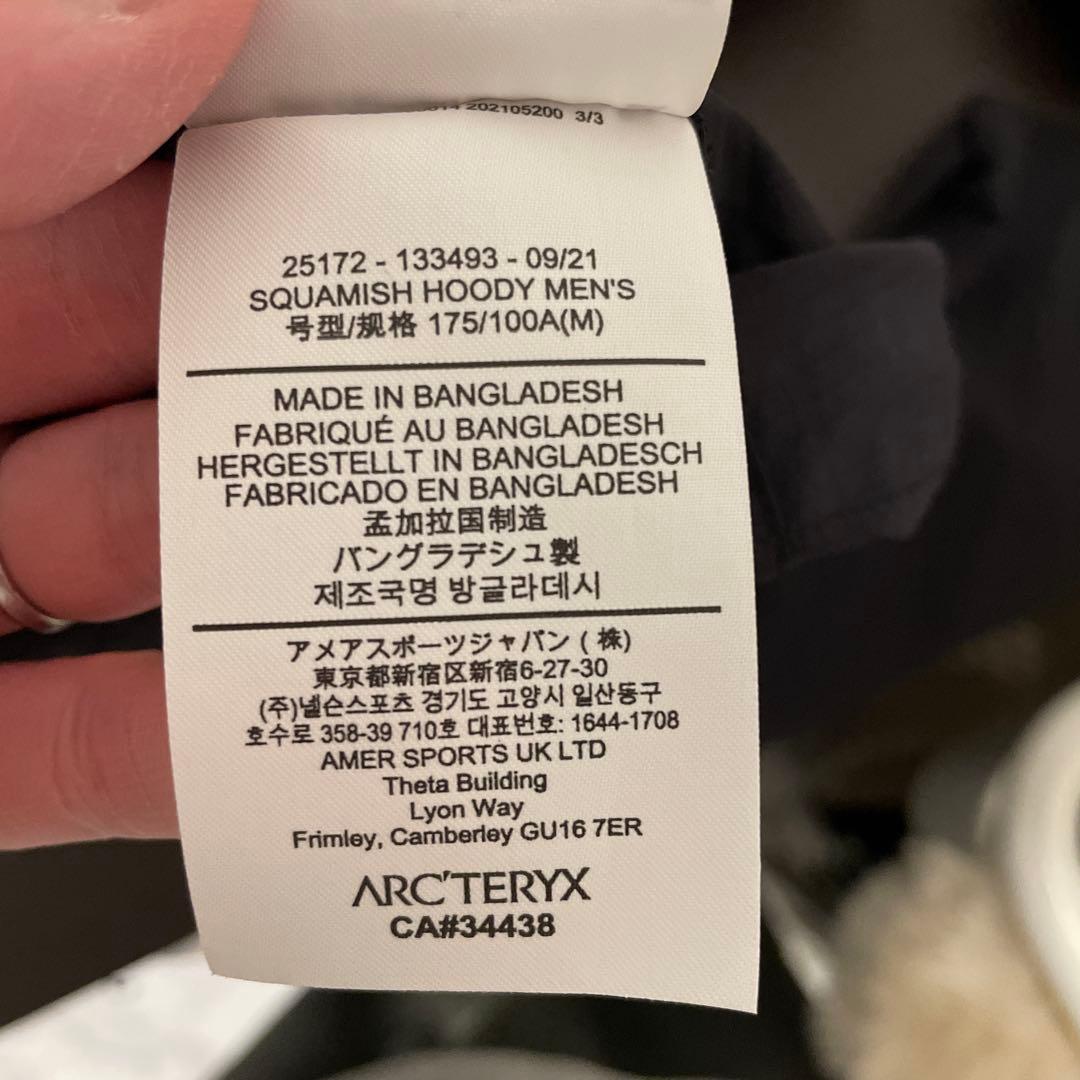 202105200 3/3
25172 - 133493 - 09/21
SQUAMISH HOODY MEN'S
号型/规格 175/100A(M)
MADE IN BANGLADESH
FABRIQUÉ AU BANGLADESH
HERGESTELLT IN BANGLADESCH
FABRICADO EN BANGLADESH
孟加拉国制造
バングラデシュ製
제조국명 방글라데시
アメアスポーツジャパン (株)
東京都新宿区新宿6-27-30
(주)넬슨스포츠 경기도 고양시 일산동구
호수로 358-39 710호 대표번호: 1644-1708
AMER SPORTS UK LTD
Theta Building
Lyon Way
Frimley, Camberley GU16 7ER
ARC'TERYX
CA#34438